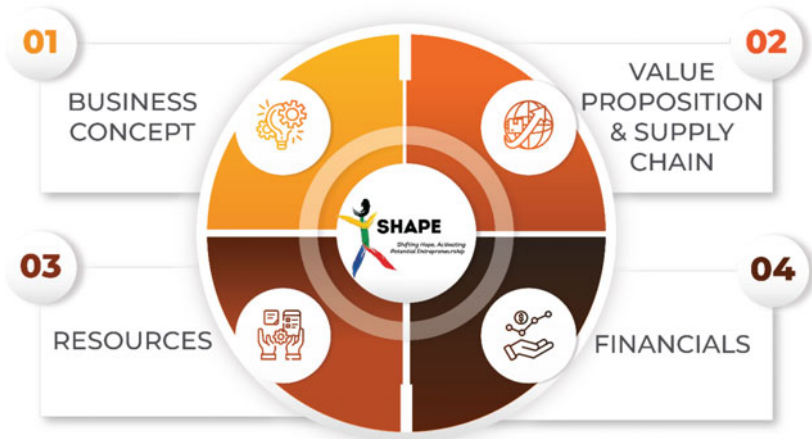 01
BUSINESS
CONCEPT
02
VALUE
PROPOSITION
& SUPPLY
CHAIN
SHAPE
Shifting Hope, Activating
Potential Entrepreneurship
03
RESOURCES
04
FINANCIALS